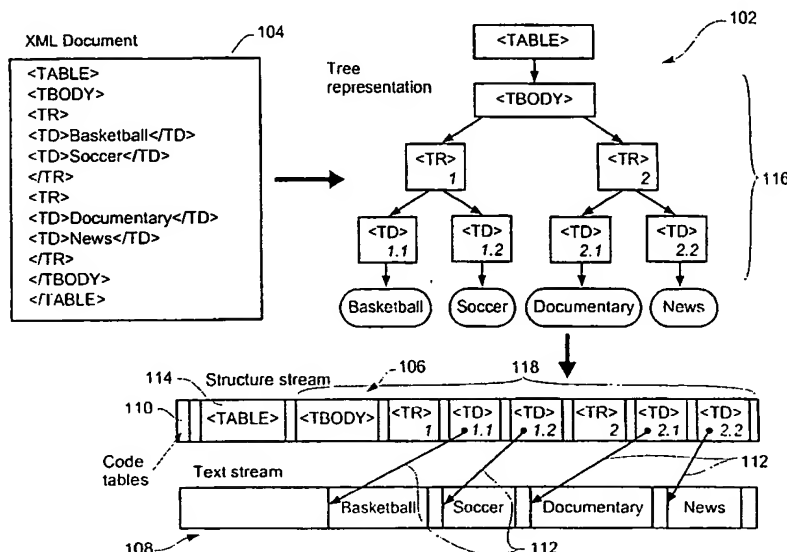 XML Document
104
<TABLE>
<TBODY>
<TR>
<TD>Basketball</TD>
<TD>Soccer</TD>
</TR>
<TR>
<TD>Documentary</TD>
<TD>News</TD>
</TR>
</TBODY>
</TABLE>
Tree
representation
102
<TABLE>
<TBODY>
<TR>
1
<TR>
2
116
<TD>
1.1
<TD>
1.2
<TD>
2.1
<TD>
2.2
Basketball
Soccer
Documentary
News
114
Structure stream
106
118
110
<TABLE>
<TBODY>
<TR>
1
<TD>
1.1
<TD>
1.2
<TR>
2
<TD>
2.1
<TD>
2.2
Code
tables
Text stream
112
Basketball
Soccer
Documentary
News
108
112